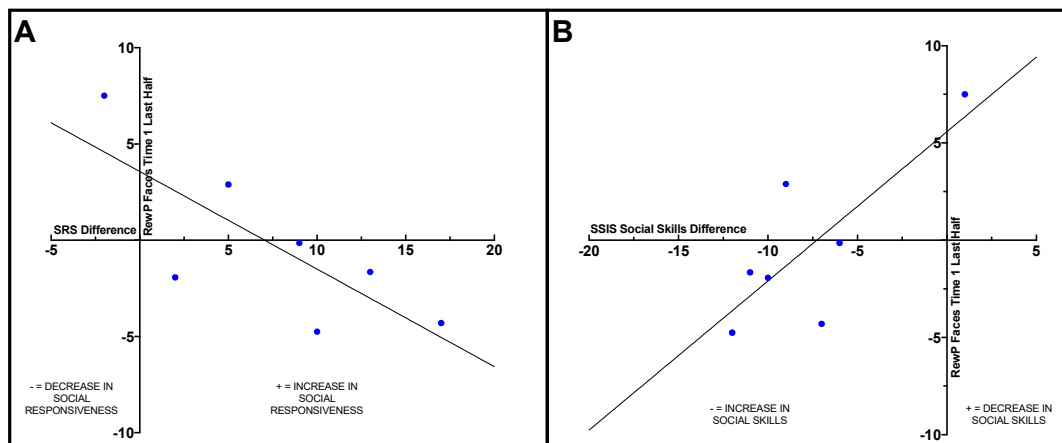 A
10
5
-5
-10
RewP Faces Time 1 Last Half
SRS Difference
-5
5
10
15
20
- = DECREASE IN
SOCIAL
RESPONSIVENESS
+ = INCREASE IN
SOCIAL
RESPONSIVENESS
B
10
5
-5
-10
SSIS Social Skills Difference
-20
-15
-10
-5
5
RewP Faces Time 1 Last Half
- = INCREASE IN
SOCIAL SKILLS
+ = DECREASE IN
SOCIAL SKILLS